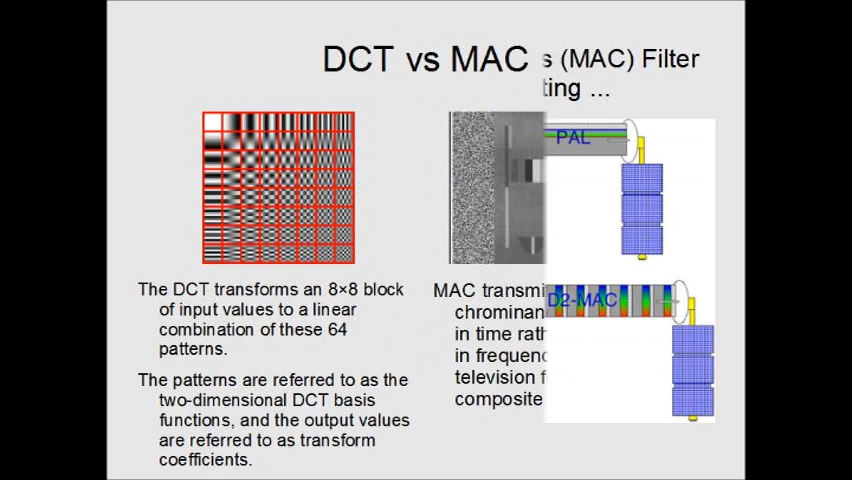 DCT vs MAC s (MAC) Filter
ting ...
PAL
D2-MAC
The DCT transforms an 8×8 block
of input values to a linear
combination of these 64
patterns.
The patterns are referred to as the
two-dimensional DCT basis
functions, and the output values
are referred to as transform
coefficients.
MAC transmi
chrominan
in time rath
in frequenc
television f
composite